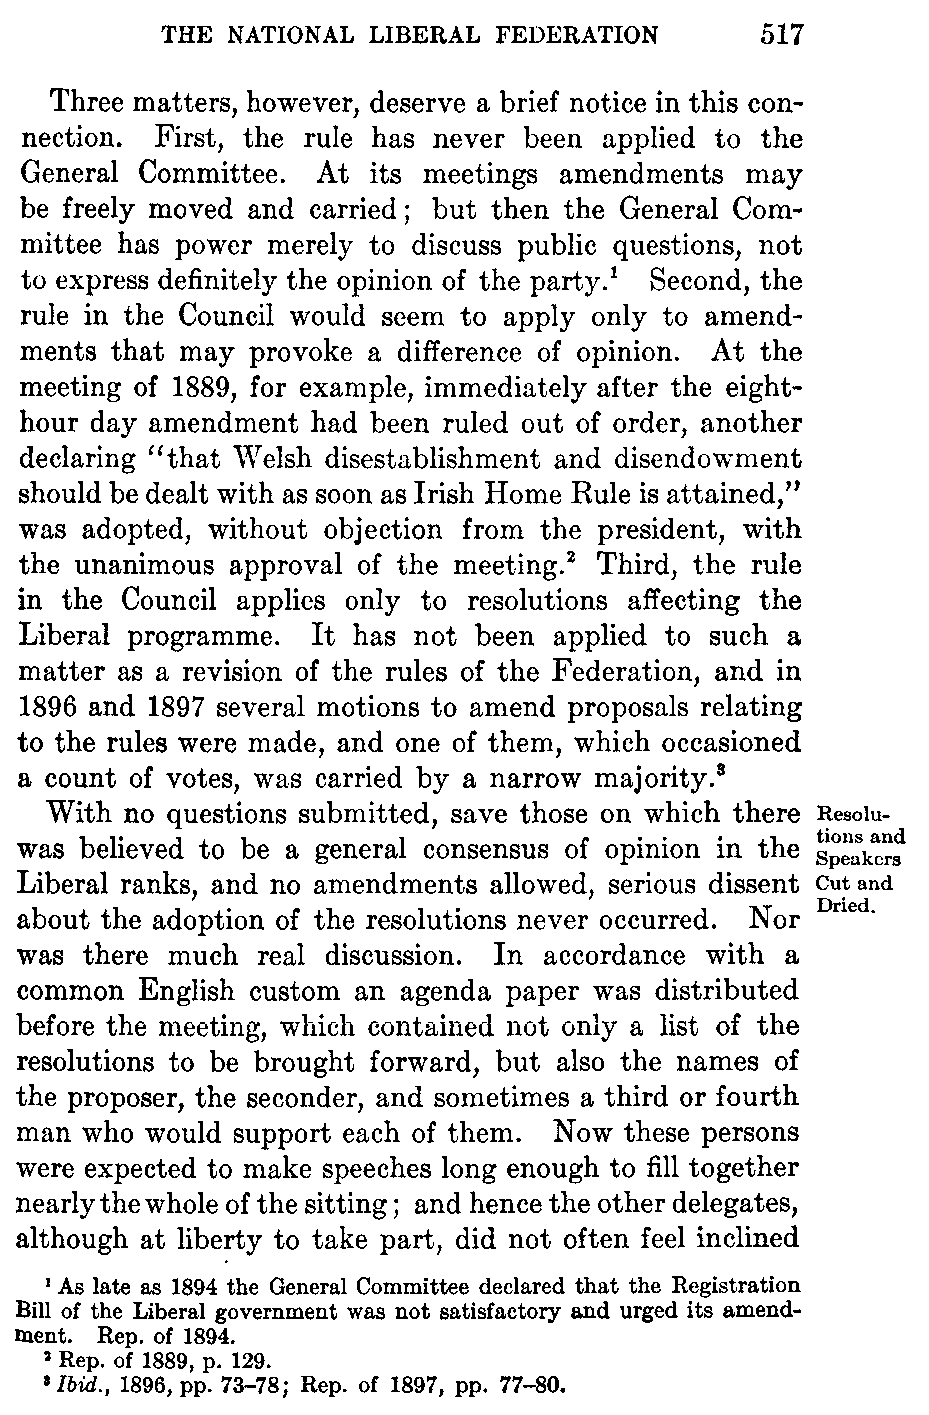 THE NATIONAL LIBERAL FEDERATION 517
Three matters, however, deserve a brief notice in this con-
nection. First, the rule has never been applied to the
General Committee. At its meetings amendments may
be freely moved and carried; but then the General Com-
mittee has power merely to discuss public questions, not
to express definitely the opinion of the party.¹ Second, the
rule in the Council would seem to apply only to amend-
ments that may provoke a difference of opinion. At the
meeting of 1889, for example, immediately after the eight-
hour day amendment had been ruled out of order, another
declaring "that Welsh disestablishment and disendowment
should be dealt with as soon as Irish Home Rule is attained,"
was adopted, without objection from the president, with
the unanimous approval of the meeting.² Third, the rule
in the Council applies only to resolutions affecting the
Liberal programme. It has not been applied to such a
matter as a revision of the rules of the Federation, and in
1896 and 1897 several motions to amend proposals relating
to the rules were made, and one of them, which occasioned
a count of votes, was carried by a narrow majority.³
With no questions submitted, save those on which there
was believed to be a general consensus of opinion in the
Liberal ranks, and no amendments allowed, serious dissent
about the adoption of the resolutions never occurred. Nor
was there much real discussion. In accordance with a
common English custom an agenda paper was distributed
before the meeting, which contained not only a list of the
resolutions to be brought forward, but also the names of
the proposer, the seconder, and sometimes a third or fourth
man who would support each of them. Now these persons
were expected to make speeches long enough to fill together
nearly the whole of the sitting; and hence the other delegates,
although at liberty to take part, did not often feel inclined
Resolu-
tions and
Speakers
Cut and
Dried.
¹ As late as 1894 the General Committee declared that the Registration
Bill of the Liberal government was not satisfactory and urged its amend-
ment. Rep. of 1894.
² Rep. of 1889, p. 129.
³ Ibid., 1896, pp. 73–78; Rep. of 1897, pp. 77–80.